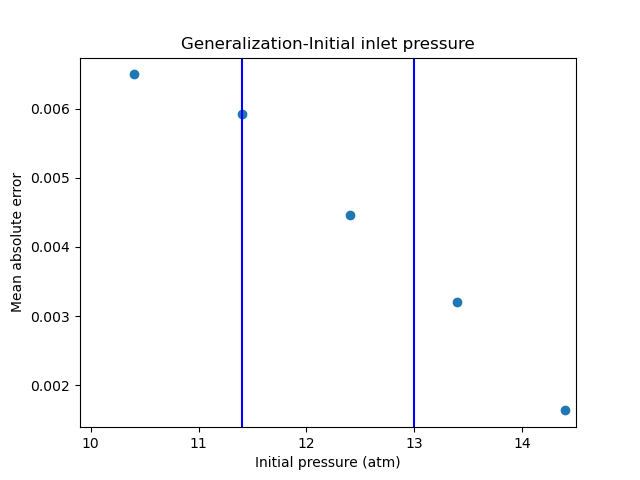 Generalization-Initial inlet pressure
Mean absolute error
0.006
0.005
0.004
0.003
0.002
10 11 12 13 14
Initial pressure (atm)